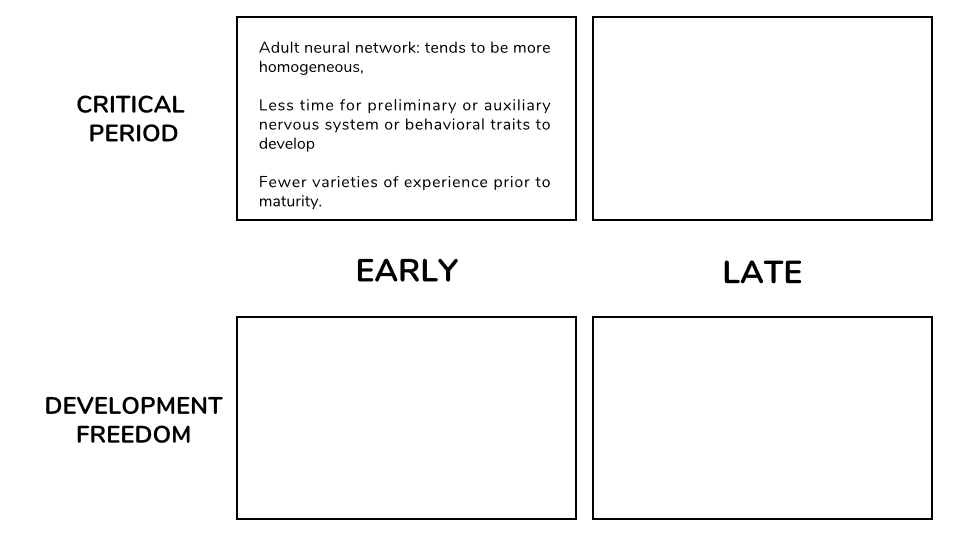 CRITICAL
PERIOD
Adult neural network: tends to be more
homogeneous,
Less time for preliminary or auxiliary
nervous system or behavioral traits to
develop
Fewer varieties of experience prior to
maturity.
EARLY
LATE
DEVELOPMENT
FREEDOM